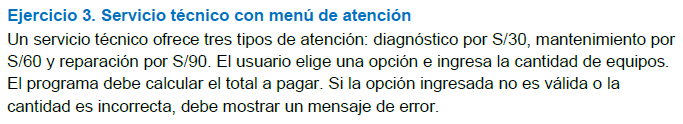 Ejercicio 3. Servicio técnico con menú de atención
Un servicio técnico ofrece tres tipos de atención: diagnóstico por S/30, mantenimiento por
S/60 y reparación por S/90. El usuario elige una opción e ingresa la cantidad de equipos.
El programa debe calcular el total a pagar. Si la opción ingresada no es válida o la
cantidad es incorrecta, debe mostrar un mensaje de error.